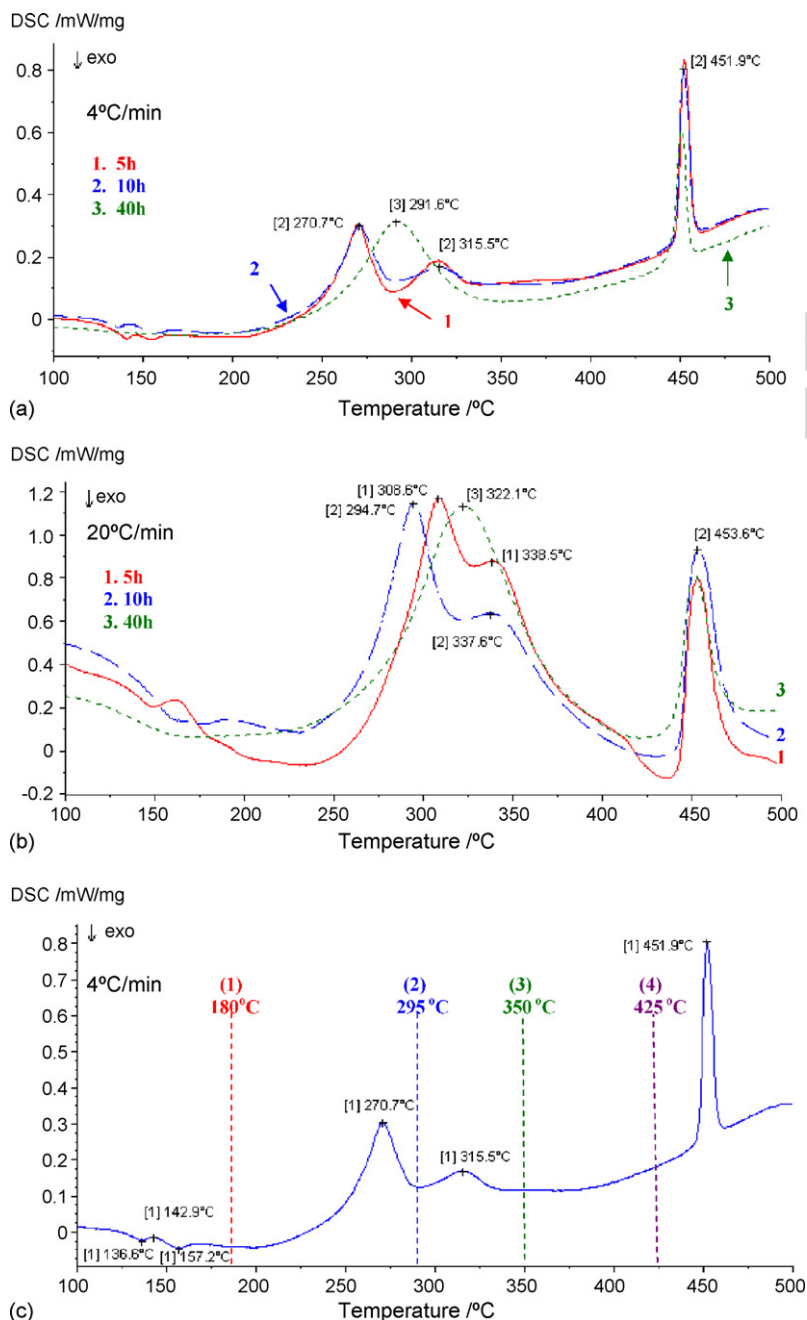 DSC /mW/mg
↓ exo
4ºC/min
1. 5h
2. 10h
3. 40h
[2] 451.9°C
[3] 291.6°C
[2] 270.7°C
[2] 315.5°C
2
1
3
0.8
0.6
0.4
0.2
0
100 150 200 250 300 350 400 450 500
Temperature /ºC
(a)
DSC /mW/mg
↓ exo
20ºC/min
1. 5h
2. 10h
3. 40h
[1] 308.6°C
[2] 294.7°C
[3] 322.1°C
[1] 338.5°C
[2] 337.6°C
[2] 453.6°C
3
2
1
1.2
1.0
0.8
0.6
0.4
0.2
0
-0.2
100 150 200 250 300 350 400 450 500
Temperature /ºC
(b)
DSC /mW/mg
↓ exo
4ºC/min
[1] 451.9°C
(1) (2) (3) (4)
180°C 295 °C 350 °C 425 °C
[1] 270.7°C
[1] 315.5°C
[1] 142.9°C
[1] 136.6°C
[1] 157.2°C
0.8
0.7
0.6
0.5
0.4
0.3
0.2
0.1
0
100 150 200 250 300 350 400 450 500
Temperature /ºC
(c)